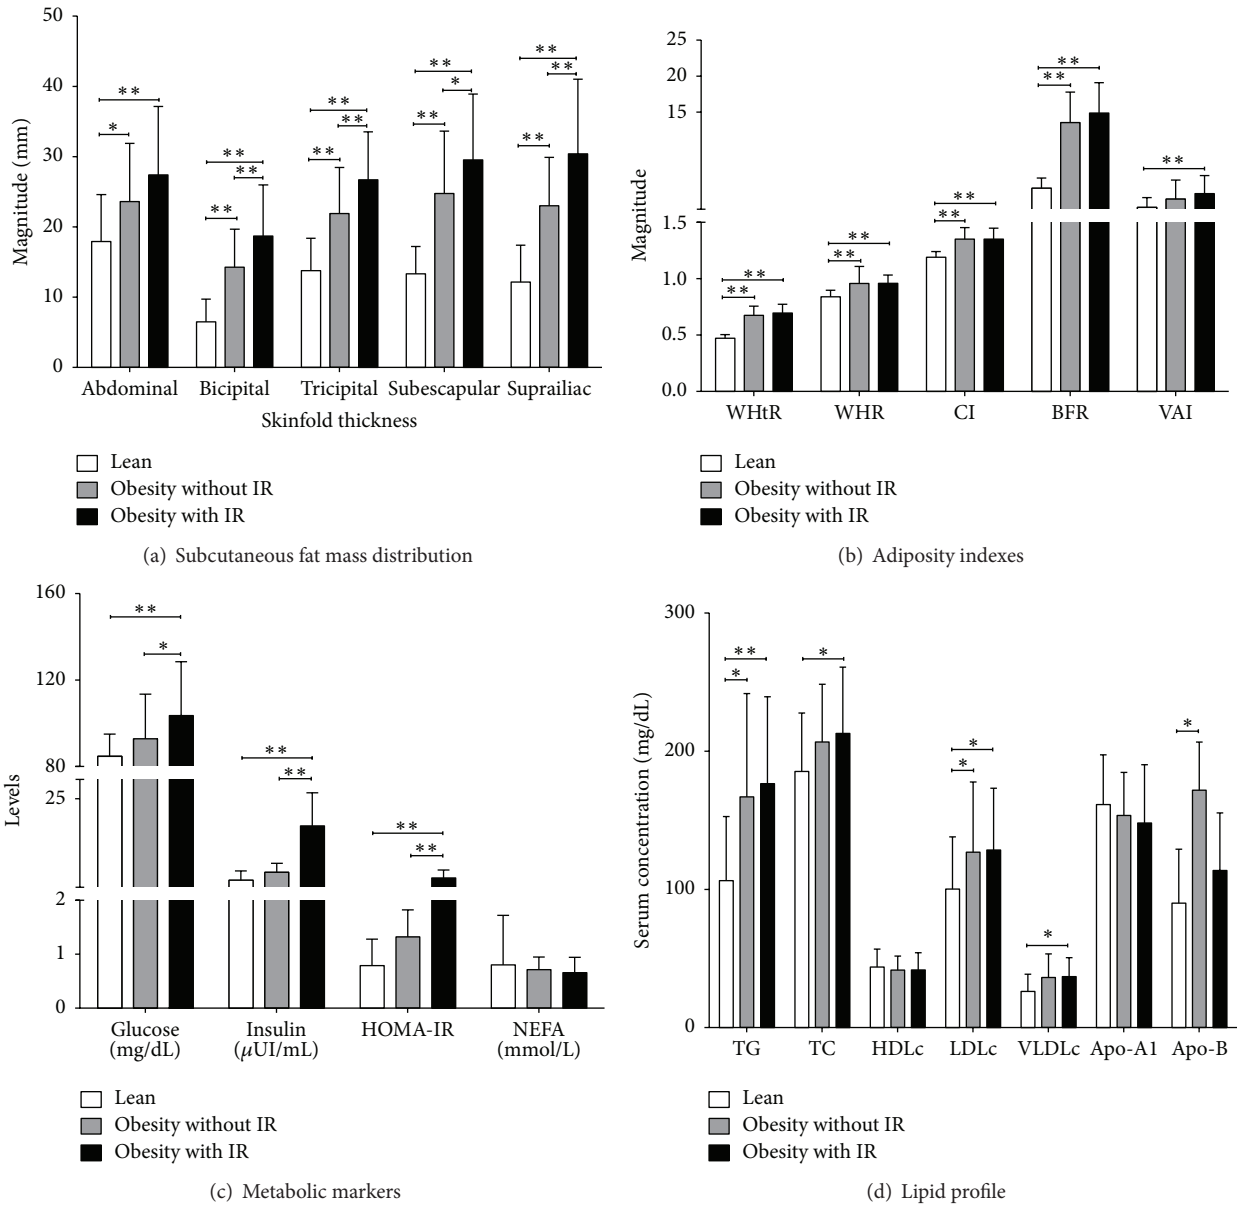 50
40
30
20
10
0
Magnitude (mm)
** * ** ** ** ** ** ** ** * ** ** ** **
Abdominal Bicipital Tricipital Subescapular Suprailiac
Skinfold thickness
Lean
Obesity without IR
Obesity with IR
(a) Subcutaneous fat mass distribution
25
20
15
1.5
1.0
0.5
0.0
Magnitude
** ** ** ** ** ** ** ** **
WHtR WHR CI BFR VAI
Lean
Obesity without IR
Obesity with IR
(b) Adiposity indexes
160
120
80
25
2
1
0
Levels
** * ** ** ** **
Glucose Insulin HOMA-IR NEFA
(mg/dL) (μUI/mL) (mmol/L)
Lean
Obesity without IR
Obesity with IR
(c) Metabolic markers
300
200
100
0
Serum concentration (mg/dL)
** * * * * * *
TG TC HDLc LDLc VLDLc Apo-A1 Apo-B
Lean
Obesity without IR
Obesity with IR
(d) Lipid profile